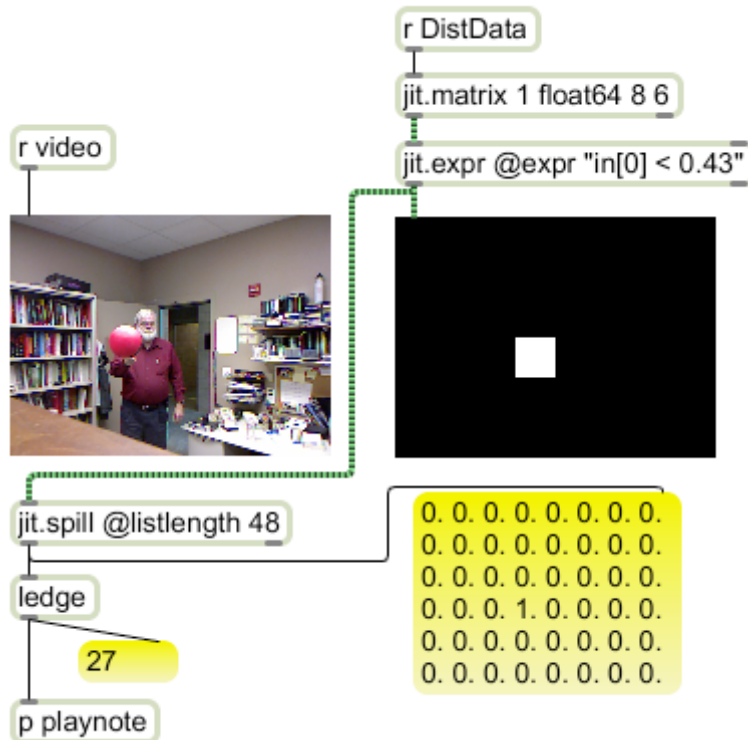 r DistData
jit.matrix 1 float64 8 6
r video
jit.expr @expr "in[0] < 0.43"
jit.spill @listlength 48
0. 0. 0. 0. 0. 0. 0. 0.
0. 0. 0. 0. 0. 0. 0. 0.
0. 0. 0. 0. 0. 0. 0. 0.
0. 0. 0. 1. 0. 0. 0. 0.
0. 0. 0. 0. 0. 0. 0. 0.
0. 0. 0. 0. 0. 0. 0. 0.
ledge
27
p playnote